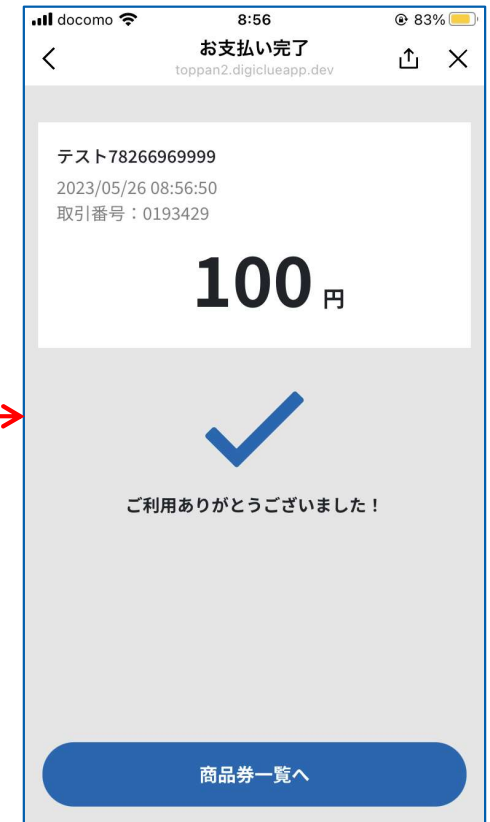 docomo 8:56 83%
お支払い完了
toppan2.digiclueapp.dev
テスト78266969999
2023/05/26 08:56:50
取引番号：0193429
100 円
ご利用ありがとうございました！
商品券一覧へ